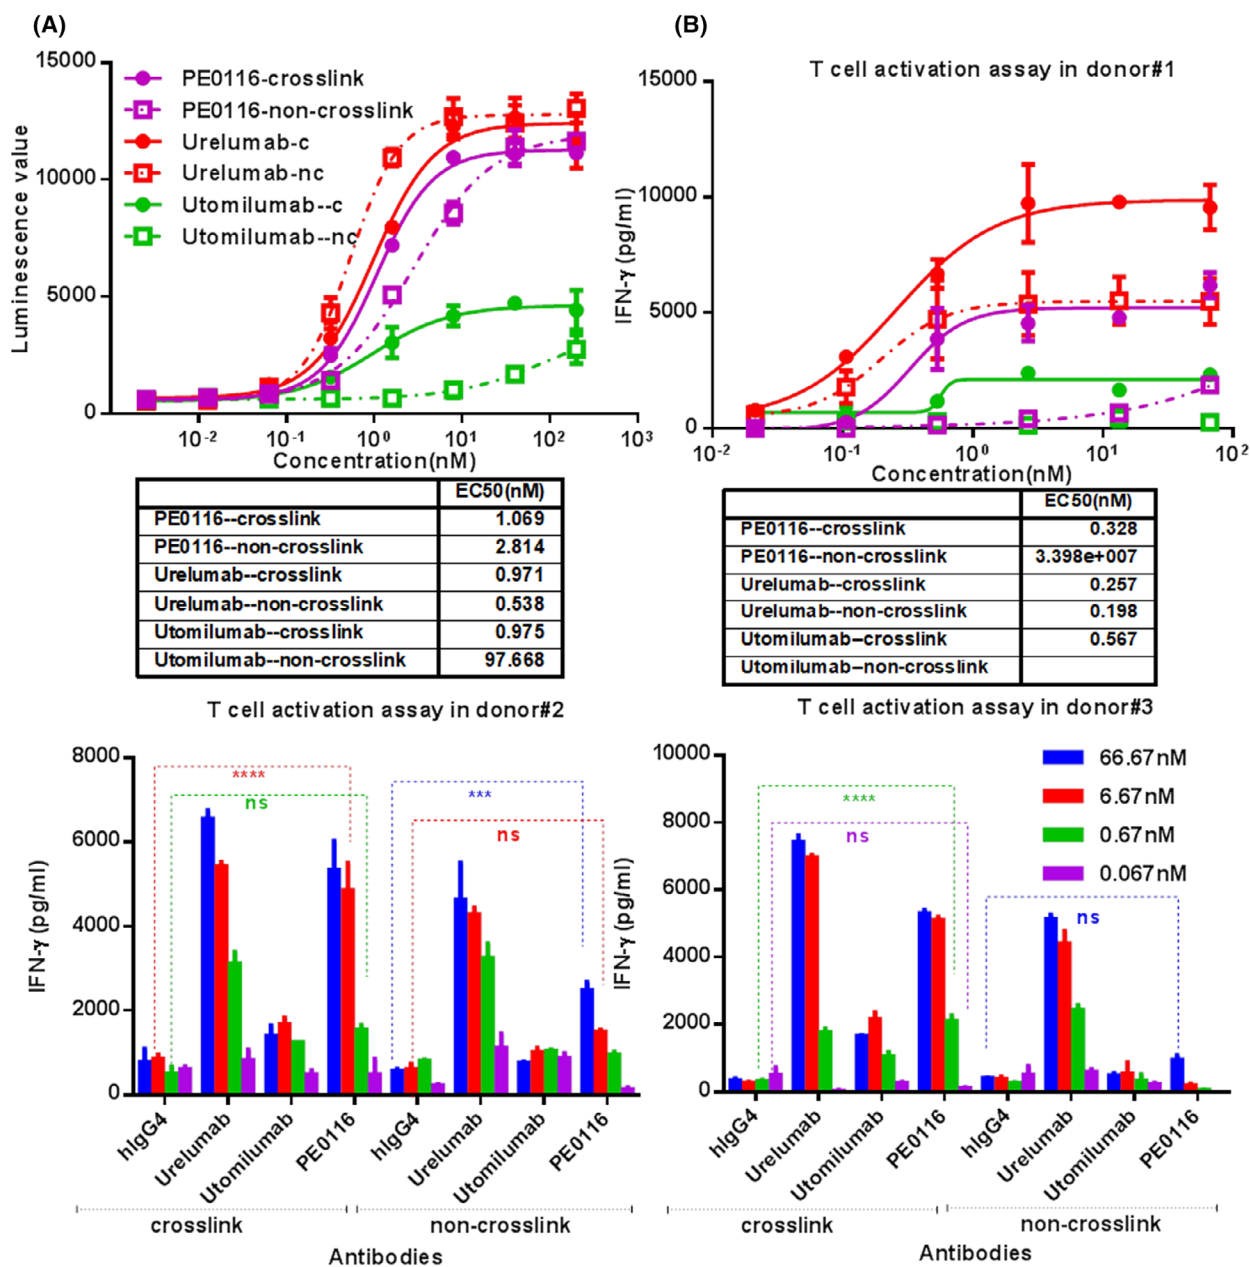 (A)
15000
10000
5000
0
Luminescence value
PE0116-crosslink
PE0116-non-crosslink
Urelumab-c
Urelumab-nc
Utomilumab--c
Utomilumab--nc
10-2 10-1 100 101 102 103
Concentration(nM)
EC50(nM)
PE0116--crosslink 1.069
PE0116--non-crosslink 2.814
Urelumab--crosslink 0.971
Urelumab--non-crosslink 0.538
Utomilumab--crosslink 0.975
Utomilumab--non-crosslink 97.668
(B)
T cell activation assay in donor#1
15000
10000
5000
0
IFN-γ (pg/ml)
10-2 10-1 100 101 102
Concentration(nM)
EC50(nM)
PE0116--crosslink 0.328
PE0116--non-crosslink 3.398e+007
Urelumab--crosslink 0.257
Urelumab--non-crosslink 0.198
Utomilumab--crosslink 0.567
Utomilumab--non-crosslink
T cell activation assay in donor#2
8000
6000
4000
2000
0
IFN-γ (pg/ml)
****
ns
***
ns
hIgG4 Urelumab Utomilumab PE0116 hIgG4 Urelumab Utomilumab PE0116
crosslink non-crosslink
Antibodies
T cell activation assay in donor#3
10000
8000
6000
4000
2000
0
IFN-γ (pg/ml)
****
ns
ns
66.67nM
6.67nM
0.67nM
0.067nM
hIgG4 Urelumab Utomilumab PE0116 hIgG4 Urelumab Utomilumab PE0116
crosslink non-crosslink
Antibodies